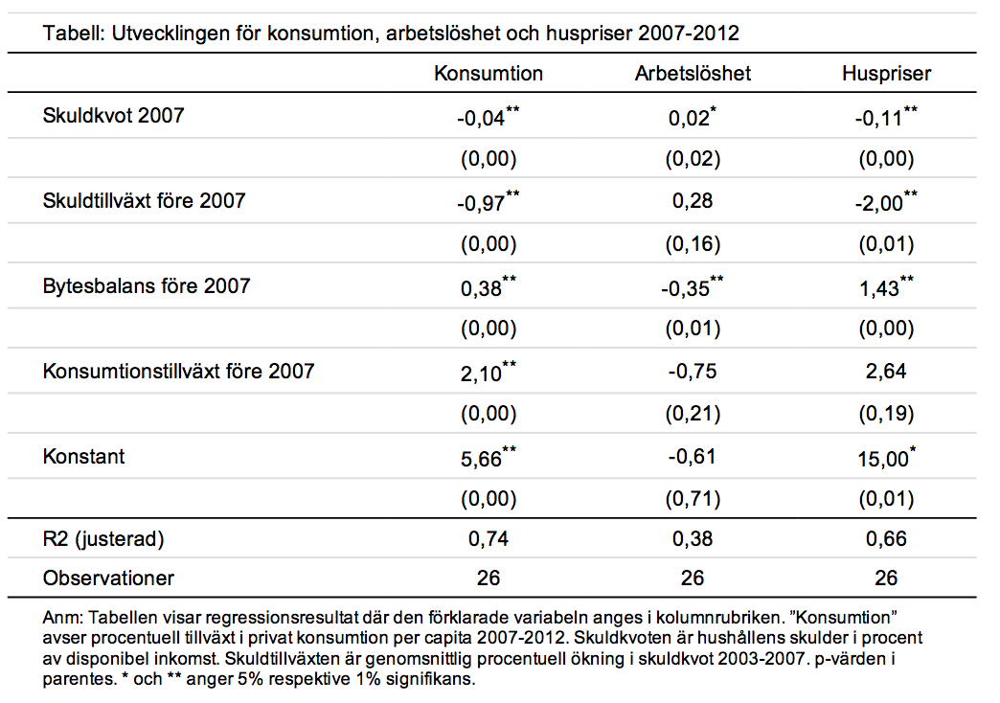 Tabell: Utvecklingen för konsumtion, arbetslöshet och huspriser 2007-2012
Konsumtion Arbetslöshet Huspriser
Skuldkvot 2007 -0,04** 0,02* -0,11**
(0,00) (0,02) (0,00)
Skuldtillväxt före 2007 -0,97** 0,28 -2,00**
(0,00) (0,16) (0,01)
Bytesbalans före 2007 0,38** -0,35** 1,43**
(0,00) (0,01) (0,00)
Konsumtionstillväxt före 2007 2,10** -0,75 2,64
(0,00) (0,21) (0,19)
Konstant 5,66** -0,61 15,00*
(0,00) (0,71) (0,01)
R2 (justerad) 0,74 0,38 0,66
Observationer 26 26 26
Anm: Tabellen visar regressionsresultat där den förklarade variabeln anges i kolumnrubriken. ”Konsumtion”
avser procentuell tillväxt i privat konsumtion per capita 2007-2012. Skuldkvoten är hushållens skulder i procent
av disponibel inkomst. Skuldtillväxten är genomsnittlig procentuell ökning i skuldkvot 2003-2007. p-värden i
parentes. * och ** anger 5% respektive 1% signifikans.